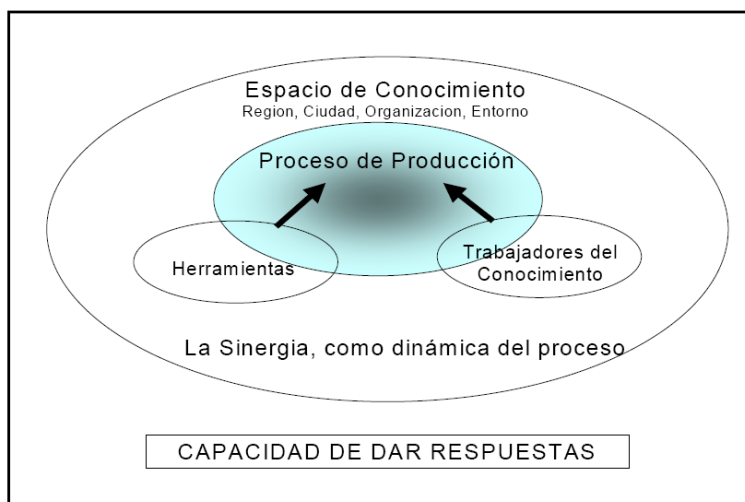 Espacio de Conocimiento
Region, Ciudad, Organizacion, Entorno
Proceso de Producción
Herramientas
Trabajadores del
Conocimiento
La Sinergia, como dinámica del proceso
CAPACIDAD DE DAR RESPUESTAS